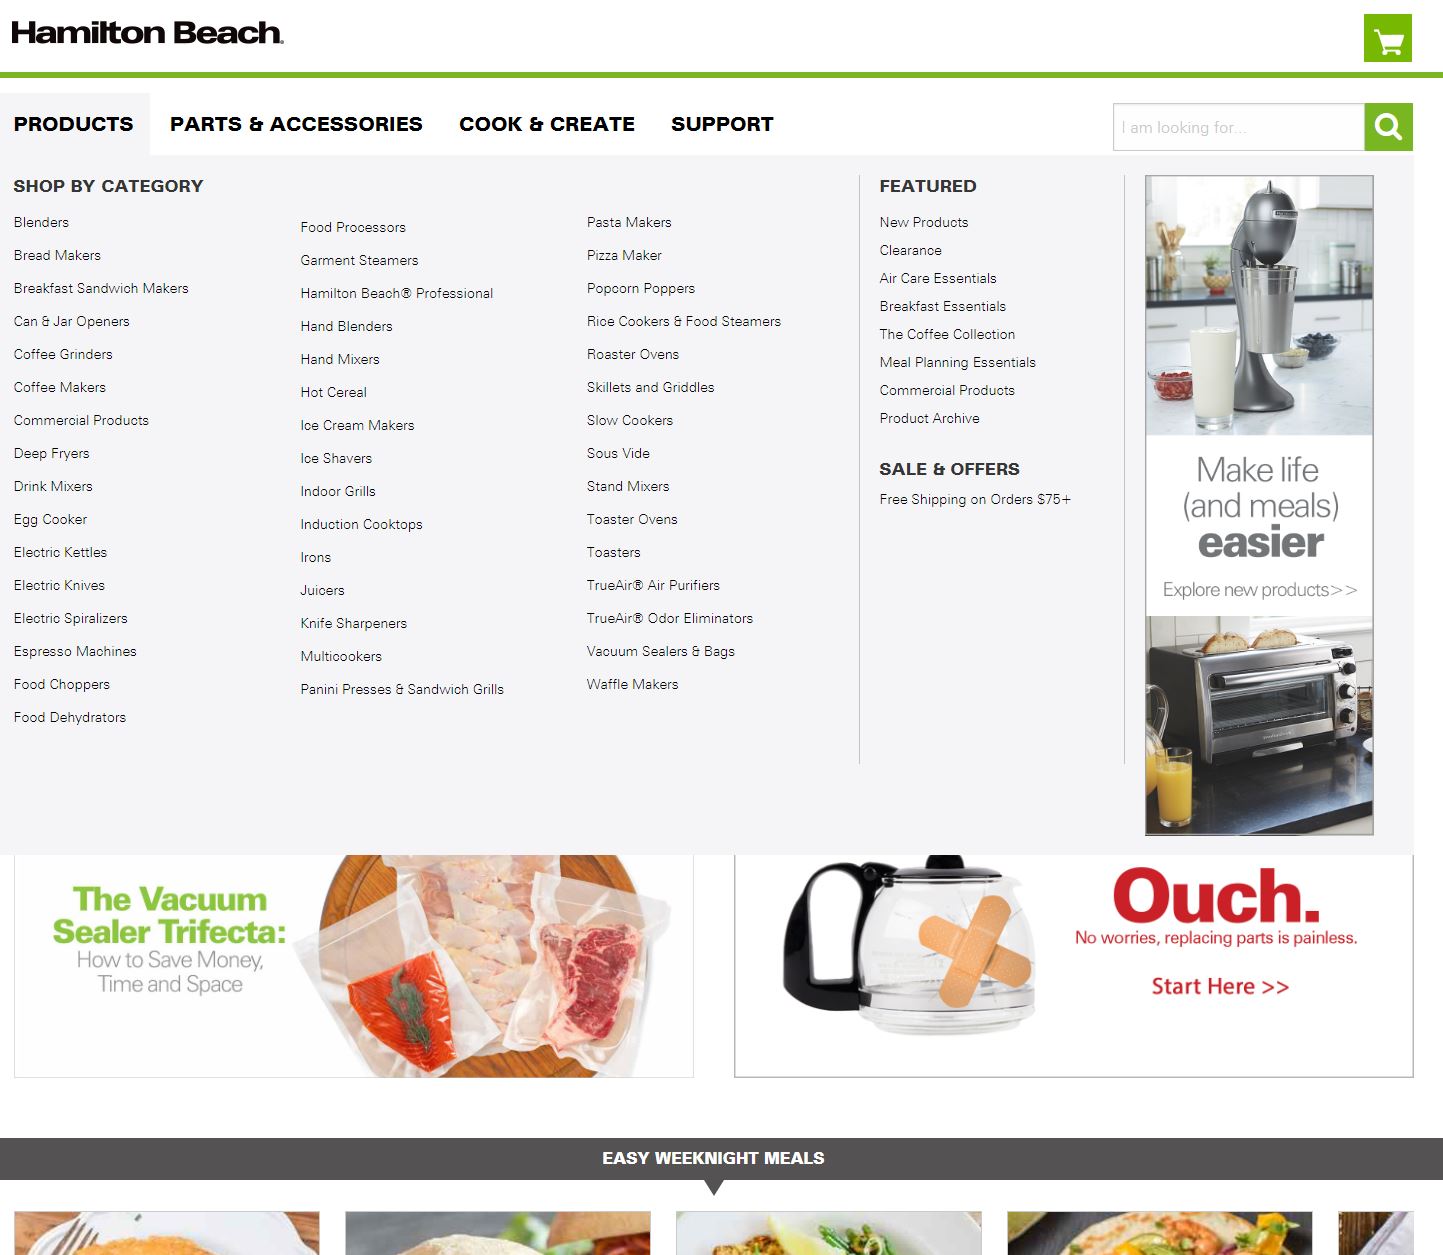 Hamilton Beach®
PRODUCTS
PARTS & ACCESSORIES
COOK & CREATE
SUPPORT
I am looking for...
SHOP BY CATEGORY
Blenders
Bread Makers
Breakfast Sandwich Makers
Can & Jar Openers
Coffee Grinders
Coffee Makers
Commercial Products
Deep Fryers
Drink Mixers
Egg Cooker
Electric Kettles
Electric Knives
Electric Spiralizers
Espresso Machines
Food Choppers
Food Dehydrators
Food Processors
Garment Steamers
Hamilton Beach® Professional
Hand Blenders
Hand Mixers
Hot Cereal
Ice Cream Makers
Ice Shavers
Indoor Grills
Induction Cooktops
Irons
Juicers
Knife Sharpeners
Multicookers
Panini Presses & Sandwich Grills
Pasta Makers
Pizza Maker
Popcorn Poppers
Rice Cookers & Food Steamers
Roaster Ovens
Skillets and Griddles
Slow Cookers
Sous Vide
Stand Mixers
Toaster Ovens
Toasters
TrueAir® Air Purifiers
TrueAir® Odor Eliminators
Vacuum Sealers & Bags
Waffle Makers
FEATURED
New Products
Clearance
Air Care Essentials
Breakfast Essentials
The Coffee Collection
Meal Planning Essentials
Commercial Products
Product Archive
SALE & OFFERS
Free Shipping on Orders $75+
Make life
(and meals)
easier
Explore new products>>
The Vacuum
Sealer Trifecta:
How to Save Money,
Time and Space
Ouch.
No worries, replacing parts is painless.
Start Here >>
EASY WEEKNIGHT MEALS